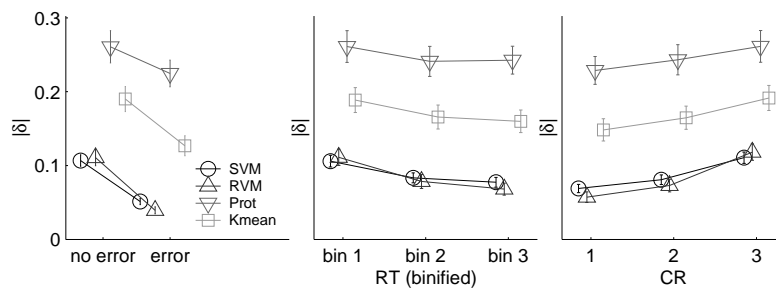 0.3
0.2
0.1
0
|δ|
no error error
SVM
RVM
Prot
Kmean
|δ|
bin 1 bin 2 bin 3
RT (binified)
|δ|
1 2 3
CR